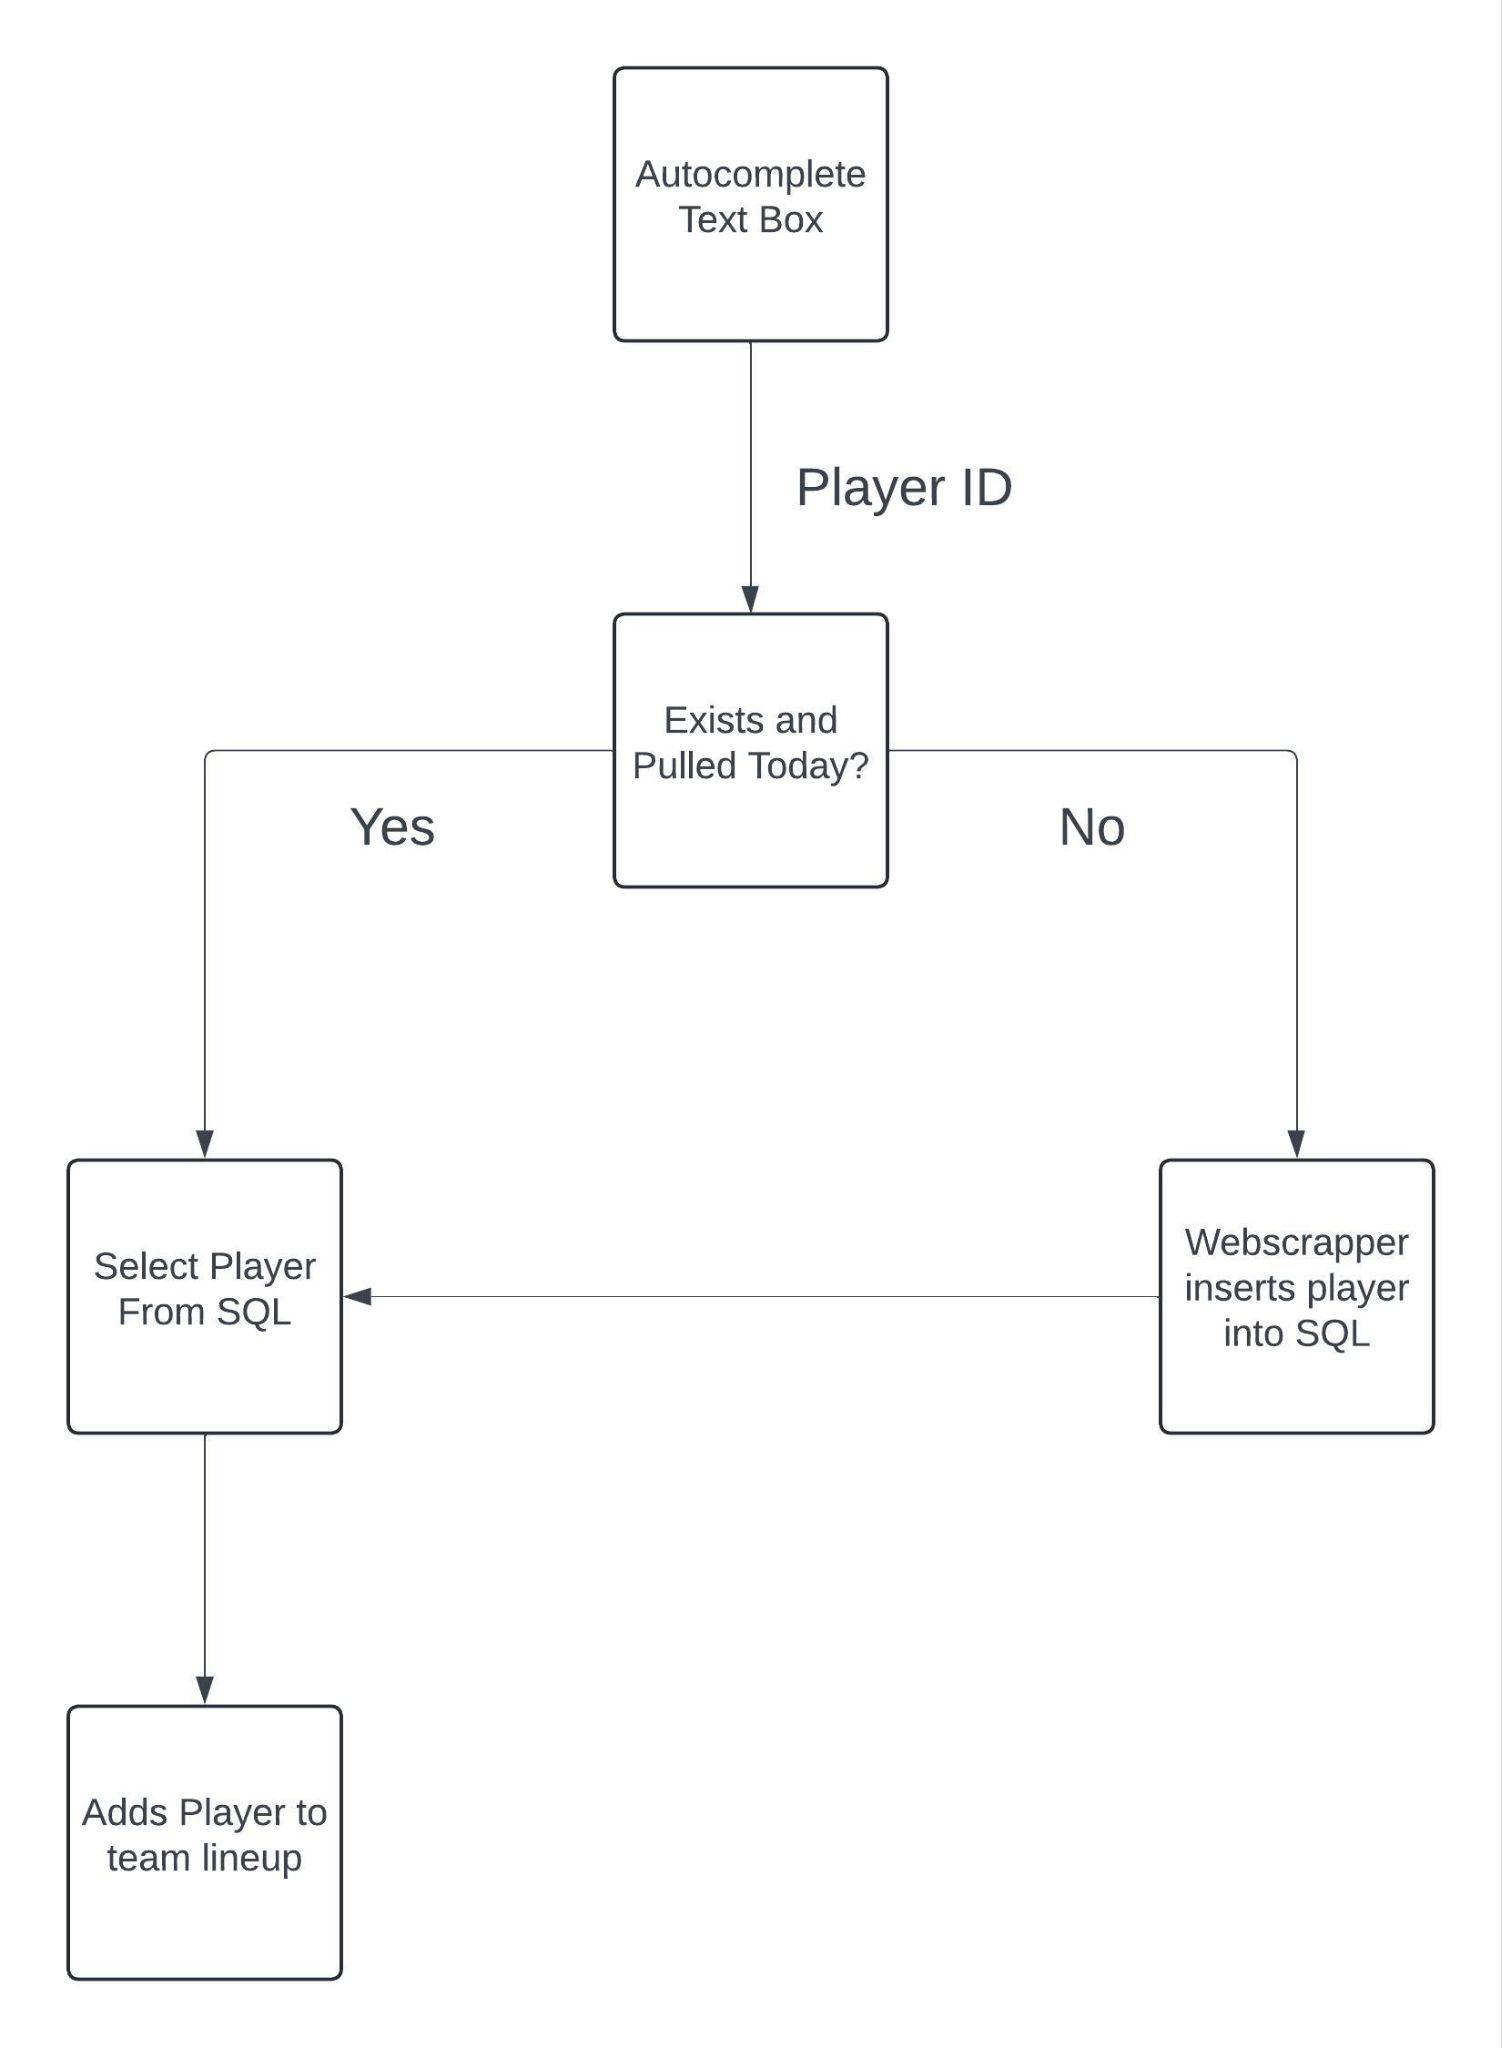 Autocomplete
Text Box
Player ID
Exists and
Pulled Today?
Yes
No
Select Player
From SQL
Webscrapper
inserts player
into SQL
Adds Player to
team lineup